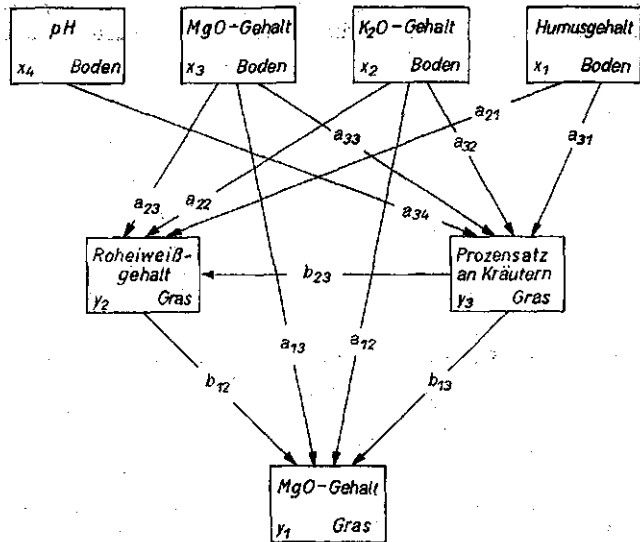 pH
x4 Boden
MgO-Gehalt
x3 Boden
K2O-Gehalt
x2 Boden
Humusgehalt
x1 Boden
a33
a21
a32
a31
a23
a22
a34
Roheiweiß-
gehalt
y2 Gras
b23
Prozensatz
an Kräutern
y3 Gras
a13
a12
b12
b13
MgO-Gehalt
y1 Gras